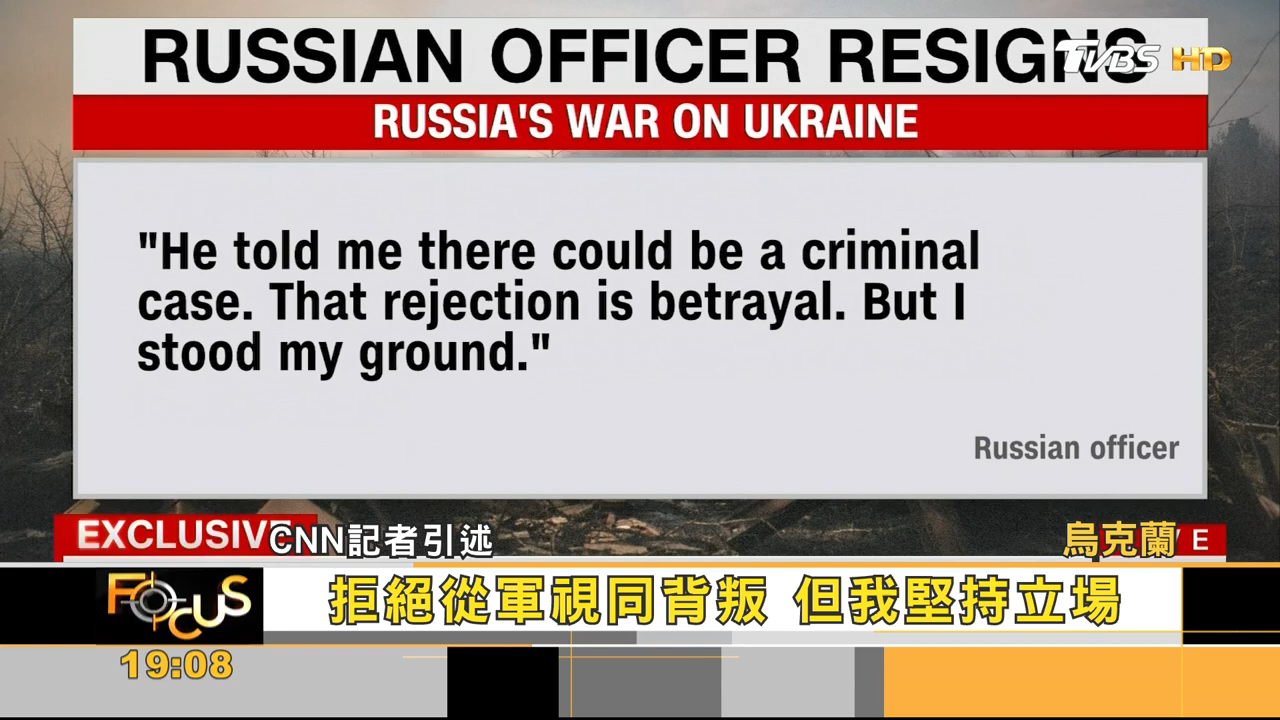 RUSSIAN OFFICER RESIGNS
TVBS HD
RUSSIA'S WAR ON UKRAINE
"He told me there could be a criminal
case. That rejection is betrayal. But I
stood my ground."
Russian officer
EXCLUSIVE
CNN記者引述
烏克蘭
FOCUS
拒絕從軍視同背叛 但我堅持立場
19:08